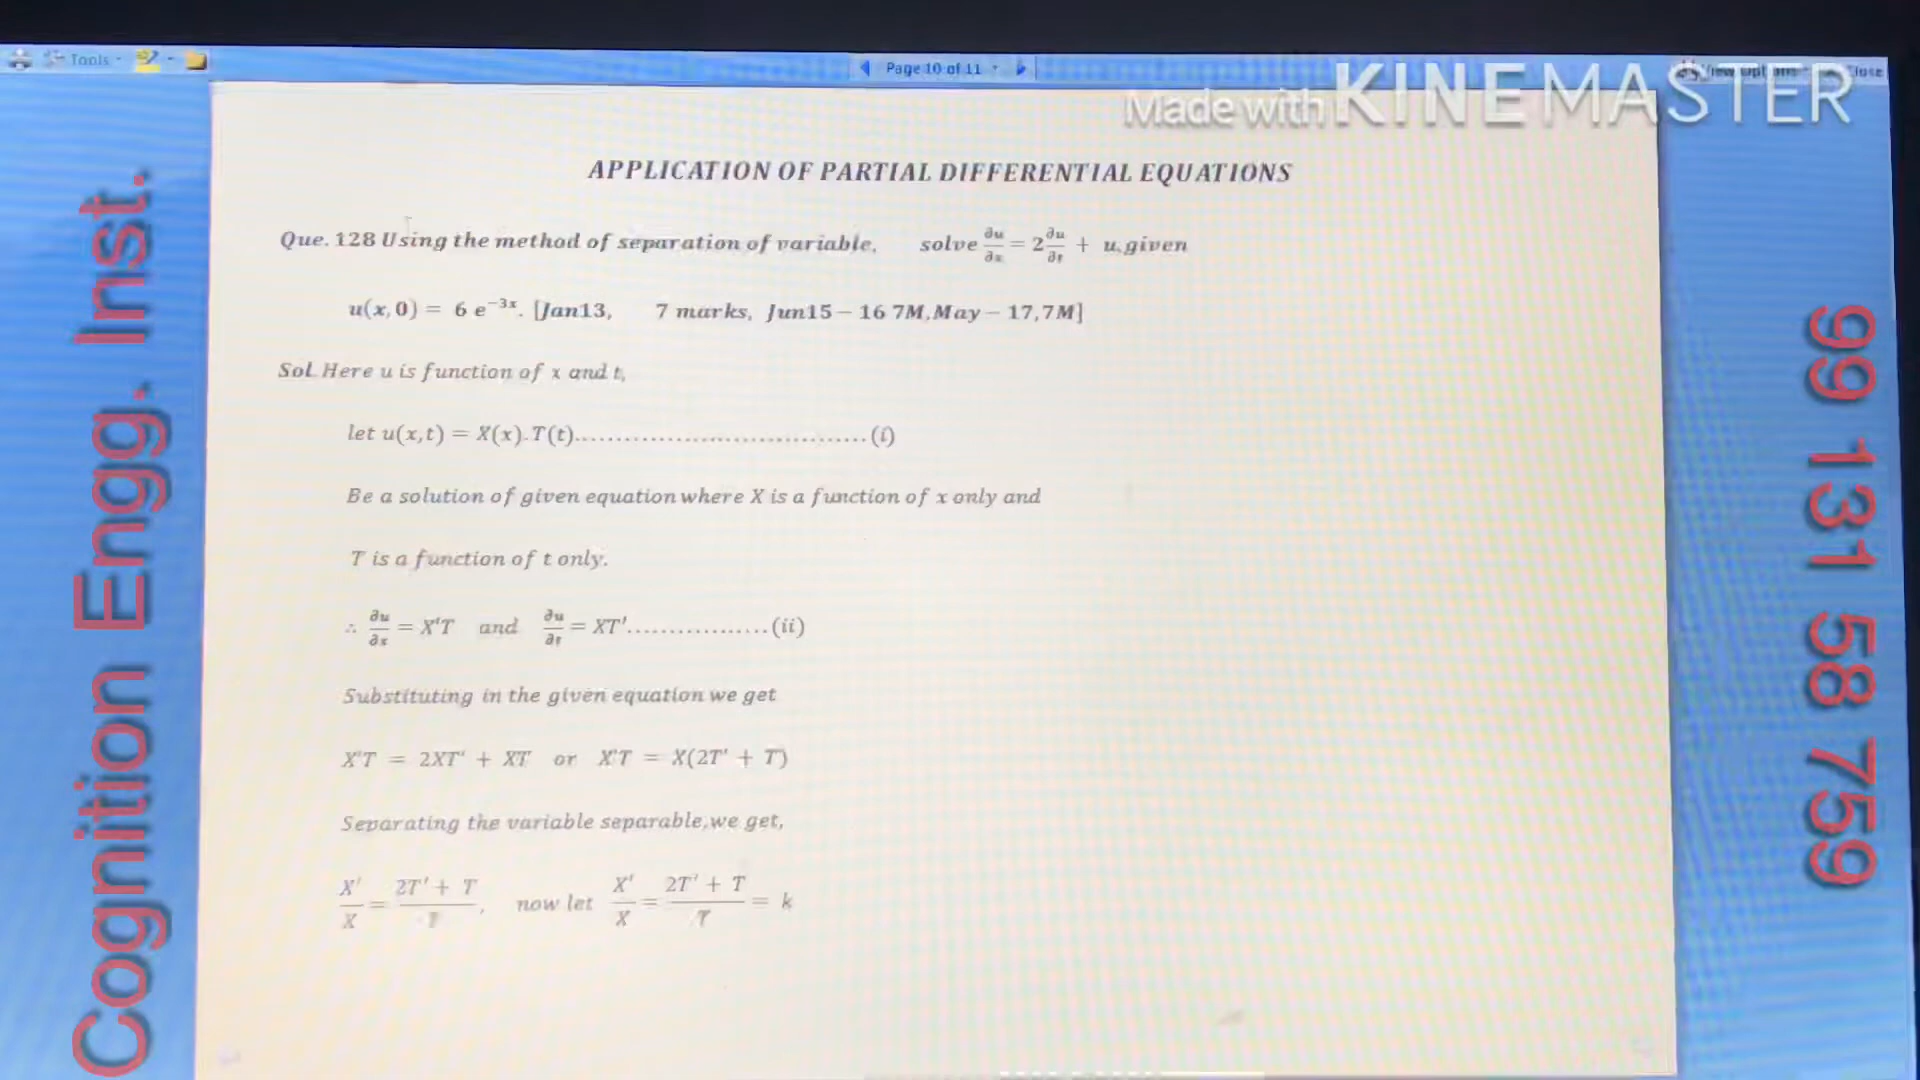 Tools
Page 10 of 11
View Options
Close
Made with KINEMASTER
APPLICATION OF PARTIAL DIFFERENTIAL EQUATIONS
Que. 128 Using the method of separation of variable, solve ∂u/∂x = 2 ∂u/∂t + u, given
u(x,0) = 6 e^{-3x}. [Jan13, 7 marks, Jun15 – 16 7M,May – 17,7M]
Sol. Here u is function of x and t,
let u(x,t) = X(x).T(t)..................................(i)
Be a solution of given equation where X is a function of x only and
T is a function of t only.
∴ ∂u/∂x = X'T and ∂u/∂t = XT'.................(ii)
Substituting in the given equation we get
X'T = 2XT' + XT or X'T = X(2T' + T)
Separating the variable separable,we get,
X'/X = (2T' + T)/T, now let X'/X = (2T' + T)/T = k
Cognition Engg. Inst.
99 131 58 759